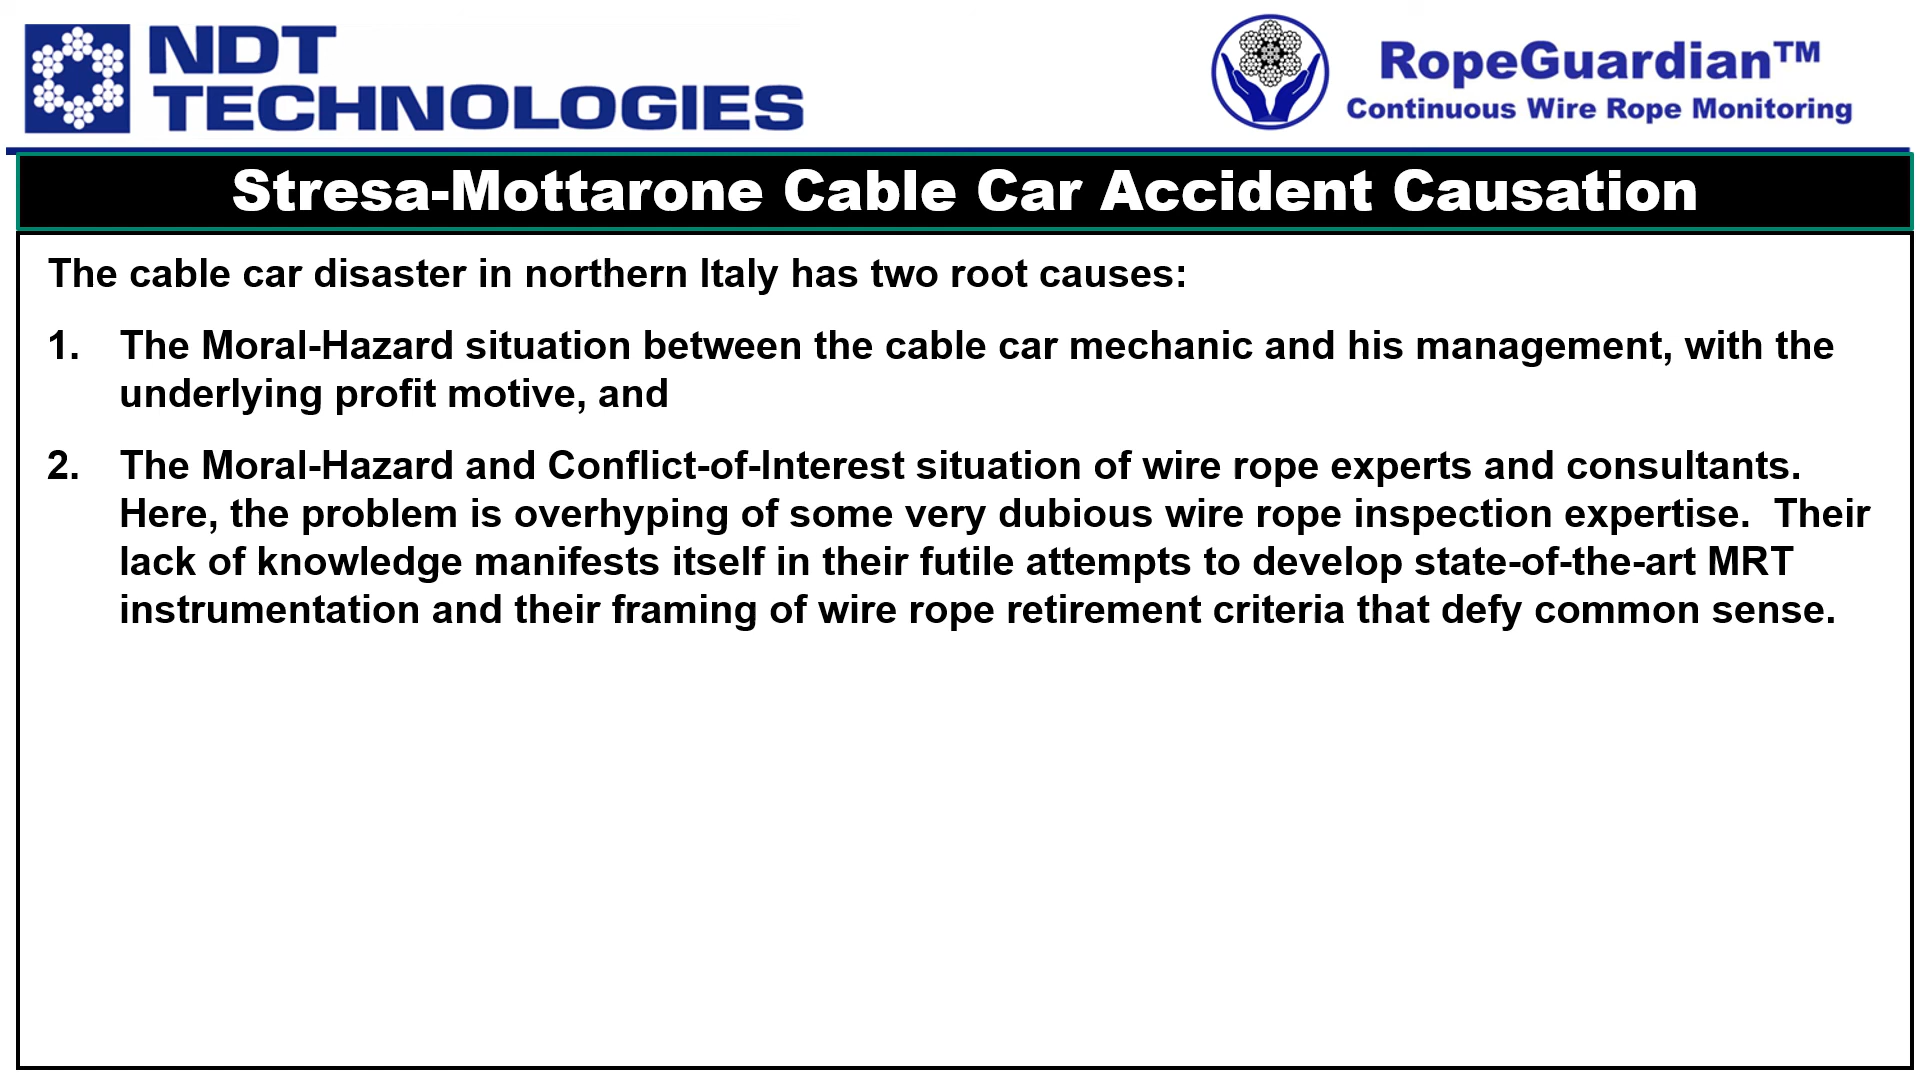 NDT
TECHNOLOGIES
RopeGuardian™
Continuous Wire Rope Monitoring
Stresa-Mottarone Cable Car Accident Causation
The cable car disaster in northern Italy has two root causes:
1. The Moral-Hazard situation between the cable car mechanic and his management, with the
underlying profit motive, and
2. The Moral-Hazard and Conflict-of-Interest situation of wire rope experts and consultants.
Here, the problem is overhyping of some very dubious wire rope inspection expertise.  Their
lack of knowledge manifests itself in their futile attempts to develop state-of-the-art MRT
instrumentation and their framing of wire rope retirement criteria that defy common sense.